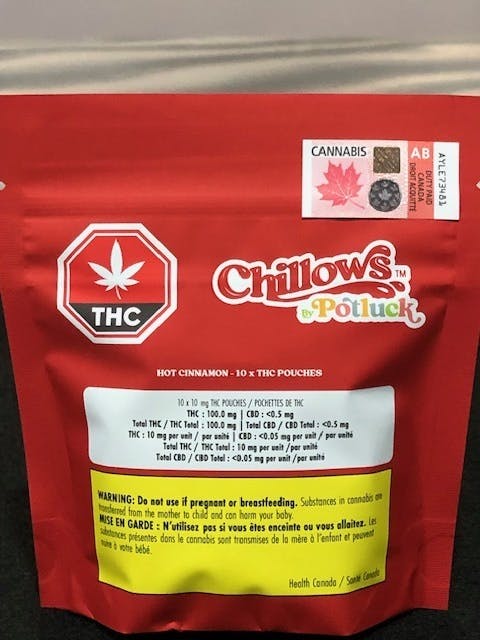 CANNABIS
AB
DUTY PAID
CANADA
DROIT ACQUITTÉ
AYLE73481
THC
Chillows™
By Potluck
HOT CINNAMON - 10 x THC POUCHES
10 x 10 mg THC POUCHES / POCHETTES DE THC
THC : 100.0 mg | CBD : <0.5 mg
Total THC / THC Total : 100.0 mg | Total CBD / CBD Total : <0.5 mg
THC : 10 mg per unit / par unité | CBD : <0.05 mg per unit / par unité
Total THC / THC Total : 10 mg per unit /par unité
Total CBD / CBD Total : <0.05 mg per unit /par unité
WARNING: Do not use if pregnant or breastfeeding. Substances in cannabis are
transferred from the mother to child and can harm your baby.
MISE EN GARDE : N'utilisez pas si vous êtes enceinte ou vous allaitez. Les
substances présentes dans le cannabis sont transmises de la mère à l'enfant et peuvent
nuire à votre bébé.
Health Canada / Santé Canada